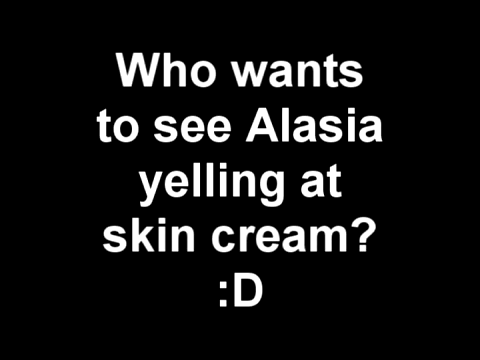 Who wants
to see Alasia
yelling at
skin cream?
:D